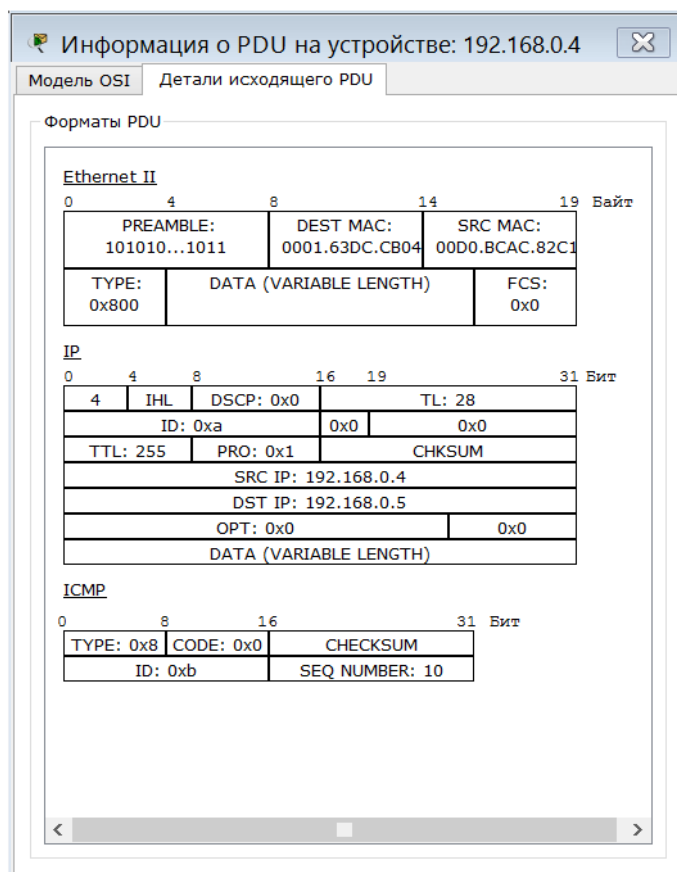 Информация о PDU на устройстве: 192.168.0.4
Модель OSI Детали исходящего PDU
Форматы PDU
Ethernet II
0 4 8 14 19 Байт
PREAMBLE: DEST MAC: SRC MAC:
101010...1011 0001.63DC.CB04 00D0.BCAC.82C1
TYPE: DATA (VARIABLE LENGTH) FCS:
0x800 0x0
IP
0 4 8 16 19 31 Бит
4 IHL DSCP: 0x0 TL: 28
ID: 0xa 0x0 0x0
TTL: 255 PRO: 0x1 CHKSUM
SRC IP: 192.168.0.4
DST IP: 192.168.0.5
OPT: 0x0 0x0
DATA (VARIABLE LENGTH)
ICMP
0 8 16 31 Бит
TYPE: 0x8 CODE: 0x0 CHECKSUM
ID: 0xb SEQ NUMBER: 10